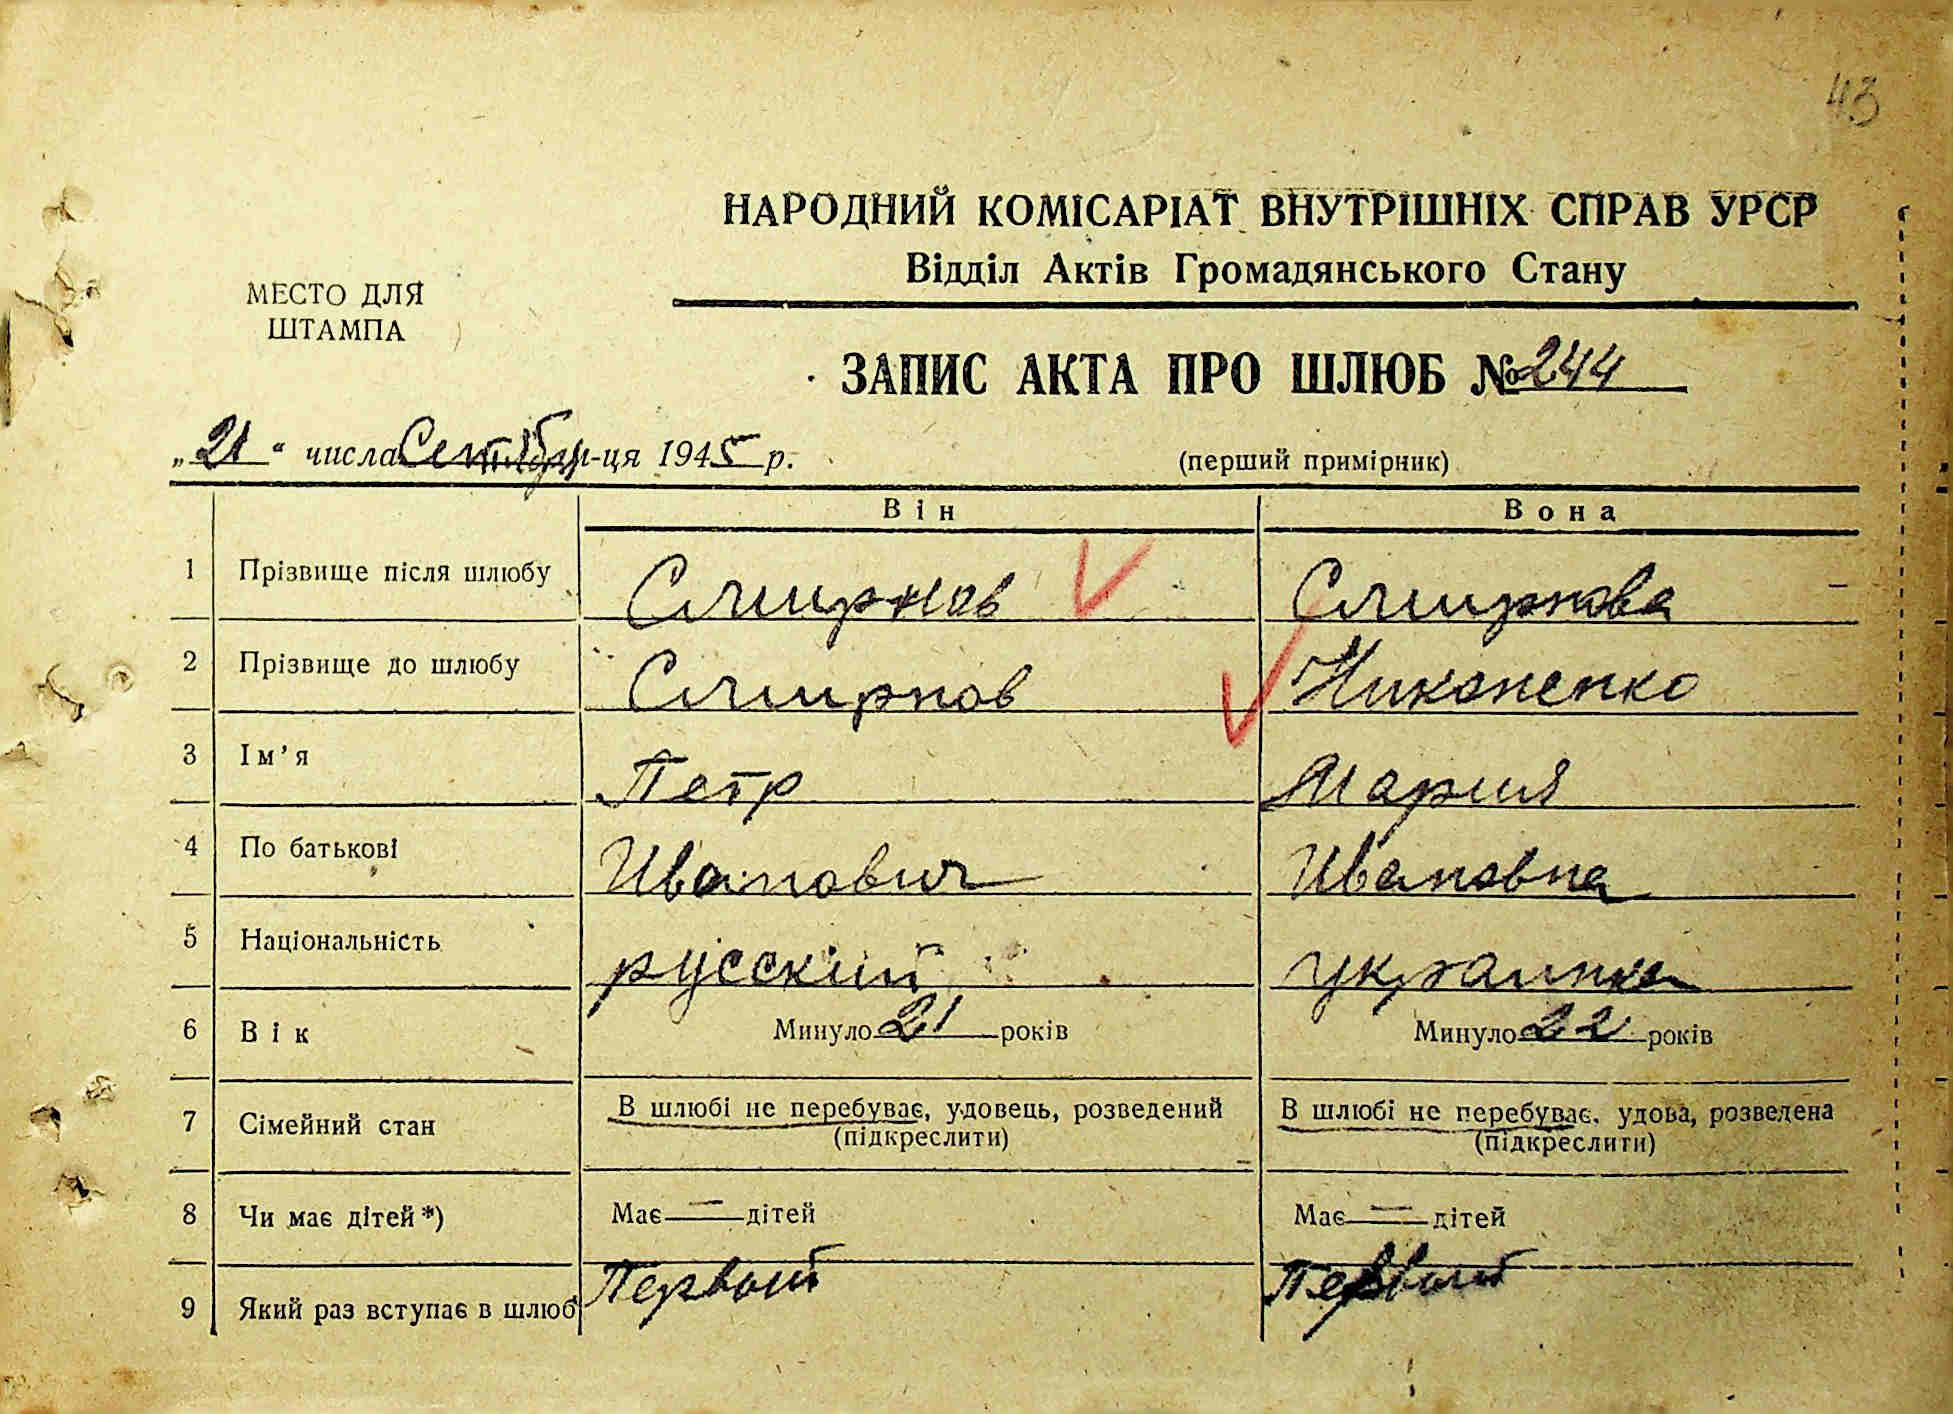 43
НАРОДНИЙ КОМІСАРІАТ ВНУТРІШНІХ СПРАВ УРСР
Відділ Актів Громадянського Стану
МЕСТО ДЛЯ
ШТАМПА
ЗАПИС АКТА ПРО ШЛЮБ № 244
„21“ числа Сентября м-ця 1945 р.
(перший примірник)
Він Вона
1 Прізвище після шлюбу Смирнов Смирнова
2 Прізвище до шлюбу Смирнов Никоненко
3 Ім'я Петр Мария
4 По батькові Иванович Ивановна
5 Національність русский украинка
6 Вік Минуло 21 років Минуло 22 років
7 Сімейний стан В шлюбі не перебуває, удовець, розведений В шлюбі не перебуває, удова, розведена
(підкреслити) (підкреслити)
8 Чи має дітей *) Має — дітей Має — дітей
9 Який раз вступає в шлюб Первый Первый